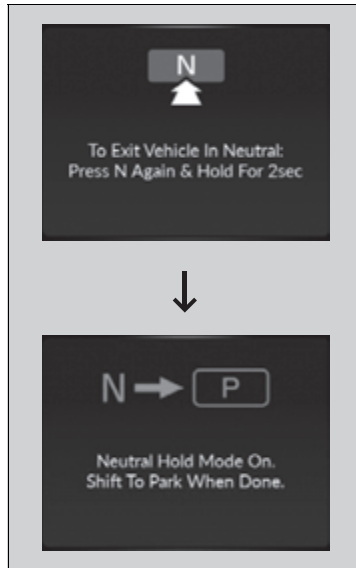 N
To Exit Vehicle In Neutral:
Press N Again & Hold For 2sec
N P
Neutral Hold Mode On.
Shift To Park When Done.